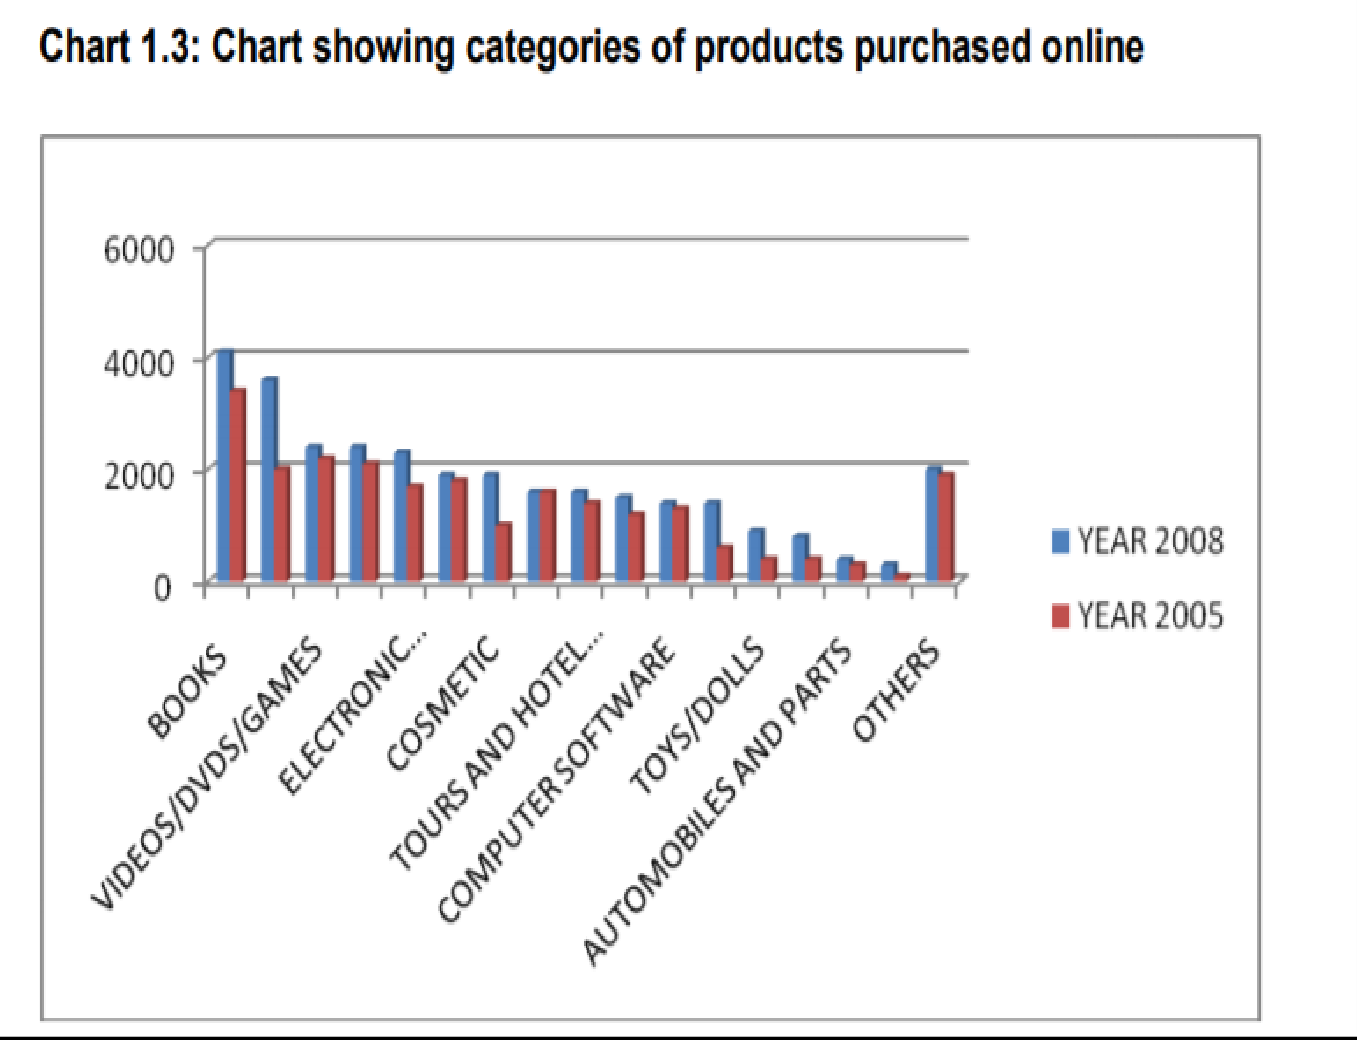 Chart 1.3: Chart showing categories of products purchased online
6000
4000
2000
0
BOOKS
VIDEOS/DVDS/GAMES
ELECTRONIC...
COSMETIC
TOURS AND HOTEL...
COMPUTER SOFTWARE
TOYS/DOLLS
AUTOMOBILES AND PARTS
OTHERS
YEAR 2008
YEAR 2005